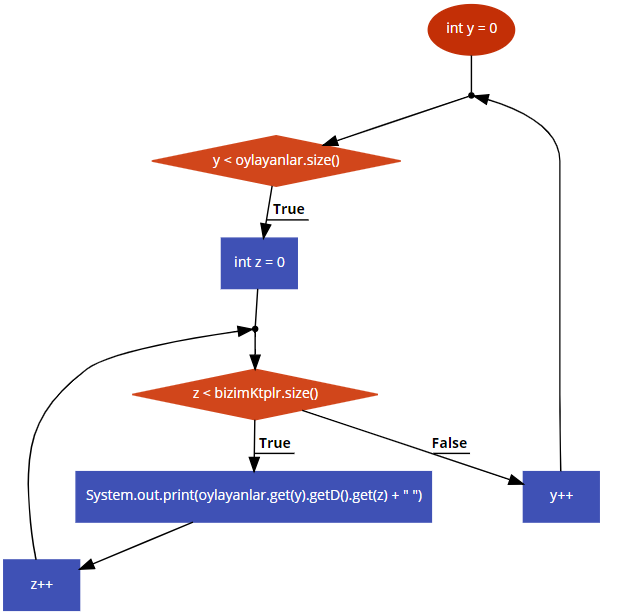 int y = 0
y < oylayanlar.size()
True
int z = 0
z < bizimKtplr.size()
True
False
System.out.print(oylayanlar.get(y).getD().get(z) + " ")
y++
z++